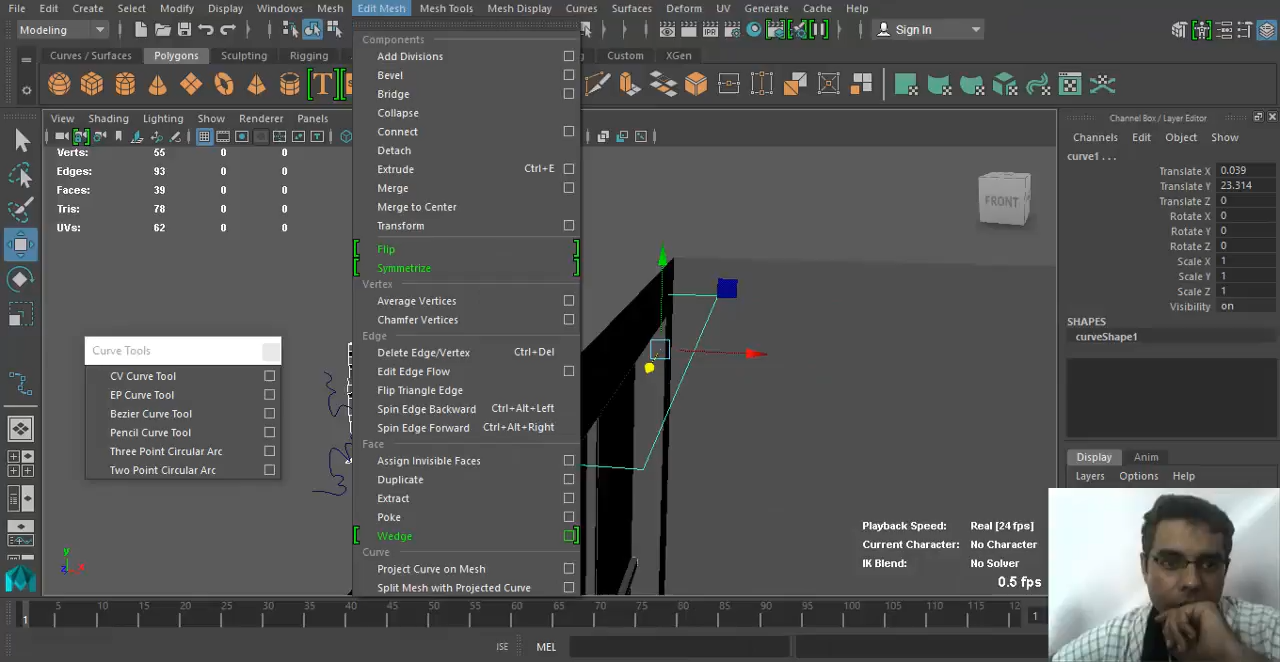 File Edit Create Select Modify Display Windows Mesh Edit Mesh Mesh Tools Mesh Display Curves Surfaces Deform UV Generate Cache Help
Modeling Sign In
Curves / Surfaces Polygons Sculpting Rigging Custom XGen
View Shading Lighting Show Renderer Panels
Verts: 55 0 0
Edges: 93 0 0
Faces: 39 0 0
Tris: 78 0 0
UVs: 62 0 0
Curve Tools
CV Curve Tool
EP Curve Tool
Bezier Curve Tool
Pencil Curve Tool
Three Point Circular Arc
Two Point Circular Arc
Components
Add Divisions
Bevel
Bridge
Collapse
Connect
Detach
Extrude Ctrl+E
Merge
Merge to Center
Transform
Flip
Symmetrize
Vertex
Average Vertices
Chamfer Vertices
Edge
Delete Edge/Vertex Ctrl+Del
Edit Edge Flow
Flip Triangle Edge
Spin Edge Backward Ctrl+Alt+Left
Spin Edge Forward Ctrl+Alt+Right
Face
Assign Invisible Faces
Duplicate
Extract
Poke
Wedge
Curve
Project Curve on Mesh
Split Mesh with Projected Curve
FRONT
Playback Speed: Real [24 fps]
Current Character: No Character
IK Blend: No Solver
0.5 fps
Channel Box / Layer Editor
Channels Edit Object Show
curve1 . . .
Translate X 0.039
Translate Y 23.314
Translate Z 0
Rotate X 0
Rotate Y 0
Rotate Z 0
Scale X 1
Scale Y 1
Scale Z 1
Visibility on
SHAPES
curveShape1
Display Anim
Layers Options Help
1 5 10 15 20 25 30 35 40 45 50 55 60 65 70 75 80 85 90 95 100 105 110 115 12 1
ISE MEL